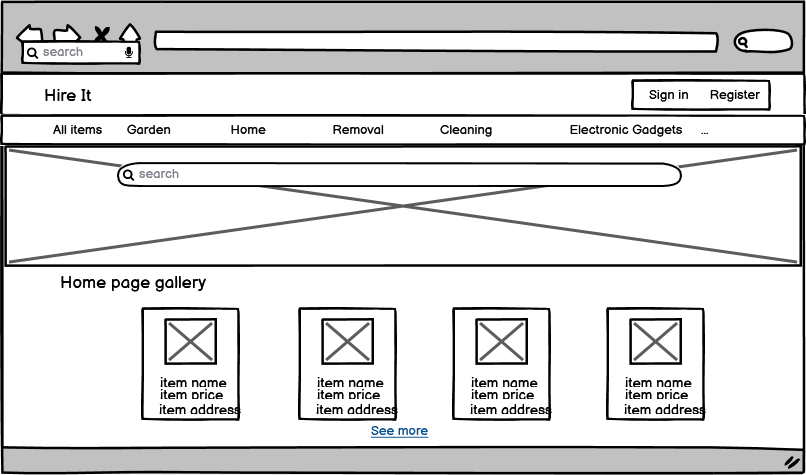 search
Hire It
Sign in Register
All items Garden Home Removal Cleaning Electronic Gadgets ...
search
Home page gallery
item name item name item name item name
item price item price item price item price
item address item address item address item address
See more